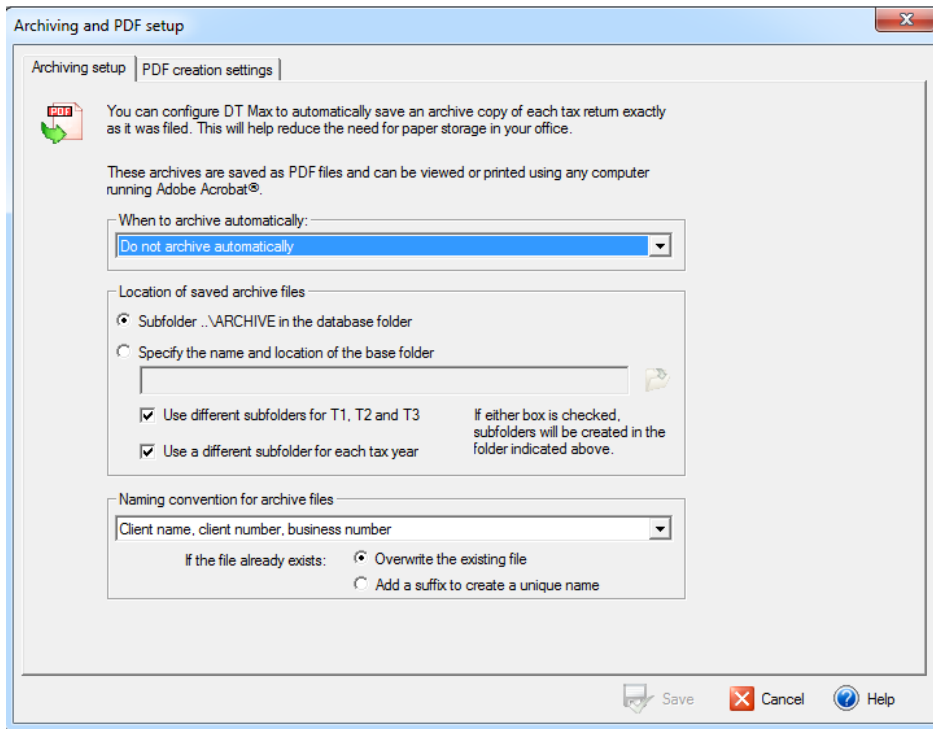 Archiving and PDF setup
Archiving setup
PDF creation settings
PDF
You can configure DT Max to automatically save an archive copy of each tax return exactly
as it was filed. This will help reduce the need for paper storage in your office.
These archives are saved as PDF files and can be viewed or printed using any computer
running Adobe Acrobat®.
When to archive automatically:
Do not archive automatically
Location of saved archive files
Subfolder ..\ARCHIVE in the database folder
Specify the name and location of the base folder
Use different subfolders for T1, T2 and T3
Use a different subfolder for each tax year
If either box is checked,
subfolders will be created in the
folder indicated above.
Naming convention for archive files
Client name, client number, business number
If the file already exists:
Overwrite the existing file
Add a suffix to create a unique name
Save
Cancel
Help